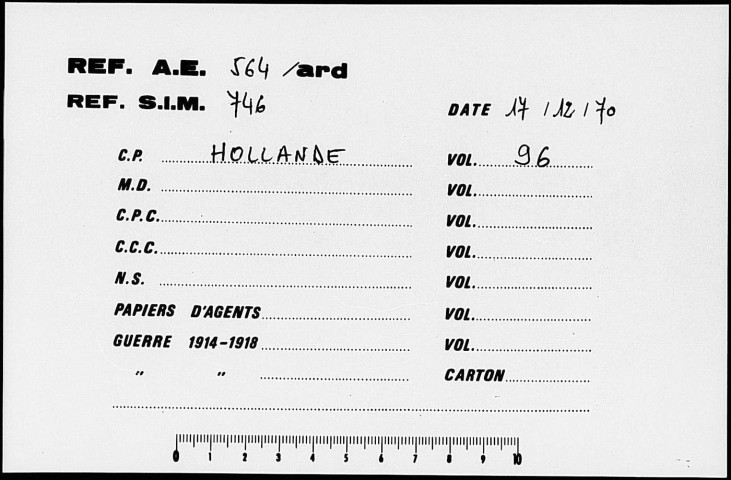 REF. A.E. 564 /ard
REF. S.I.M. 746
DATE 17 / 12 / 70
C.P. HOLLANDE VOL. 96
M.D. VOL.
C.P.C. VOL.
C.C.C. VOL.
N.S. VOL.
PAPIERS D'AGENTS VOL.
GUERRE 1914-1918 VOL.
" " CARTON
0 1 2 3 4 5 6 7 8 9 10